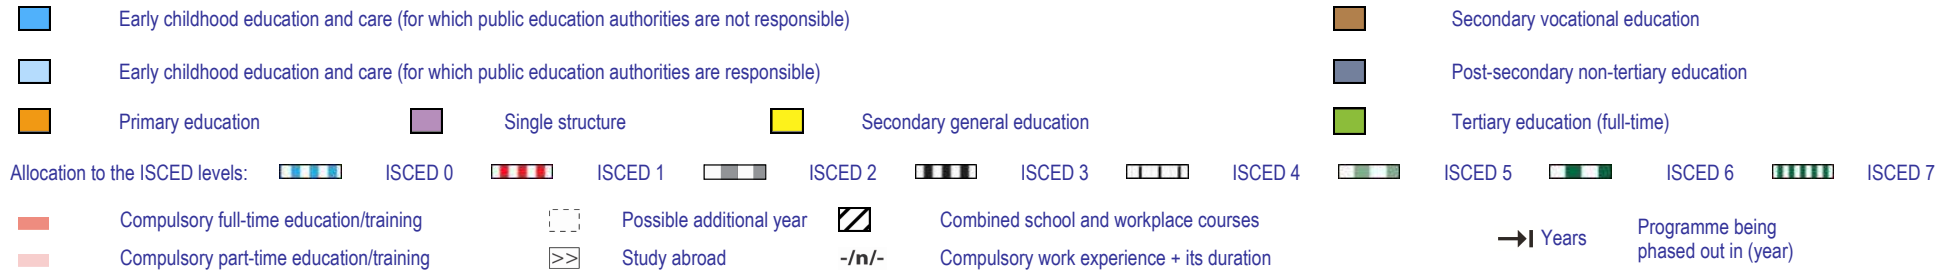 Early childhood education and care (for which public education authorities are not responsible)
Secondary vocational education
Early childhood education and care (for which public education authorities are responsible)
Post-secondary non-tertiary education
Primary education
Single structure
Secondary general education
Tertiary education (full-time)
Allocation to the ISCED levels:
ISCED 0
ISCED 1
ISCED 2
ISCED 3
ISCED 4
ISCED 5
ISCED 6
ISCED 7
Compulsory full-time education/training
Possible additional year
Combined school and workplace courses
Years
Programme being
phased out in (year)
Compulsory part-time education/training
>>
Study abroad
-/n/-
Compulsory work experience + its duration